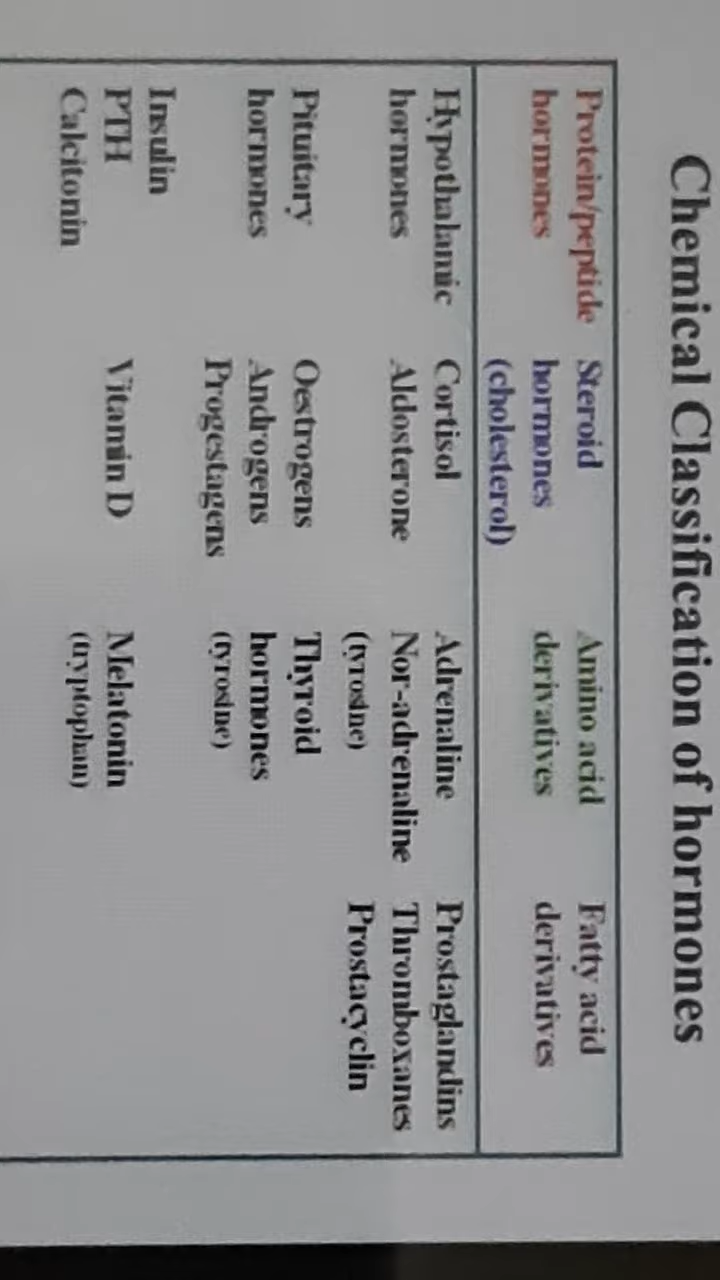 Chemical Classification of hormones
Protein/peptide Steroid Amino acid Fatty acid
hormones hormones derivatives derivatives
(cholesterol)
Hypothalamic Cortisol Adrenaline Prostaglandins
hormones Aldosterone Nor-adrenaline Thromboxanes
(tyrosine) Prostacyclin
Pituitary Oestrogens Thyroid
hormones Androgens hormones
Progestagens (tyrosine)
Insulin
PTH Vitamin D Melatonin
Calcitonin (tryptophan)